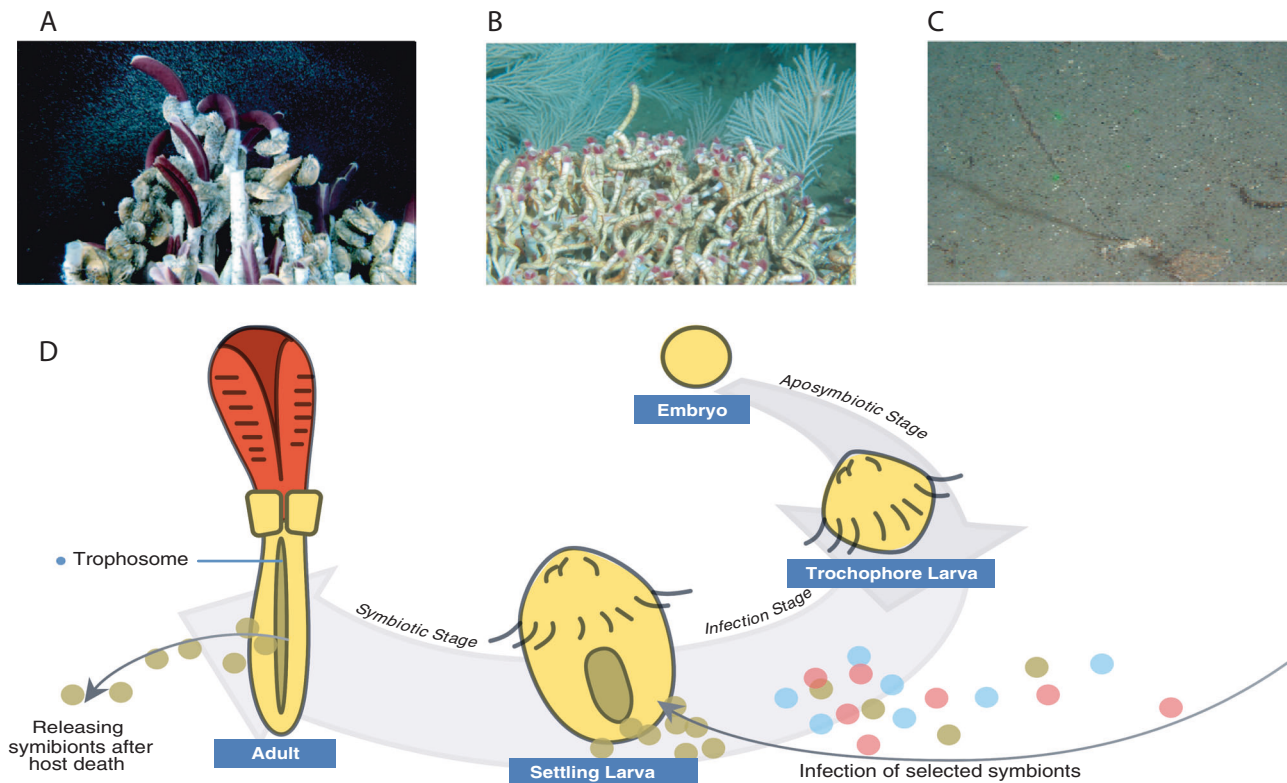 A
B
C
D
Embryo
Aposymbiotic Stage
Trochophore Larva
Infection Stage
Symbiotic Stage
Trophosome
Releasing
symibionts after
host death
Adult
Settling Larva
Infection of selected symbionts